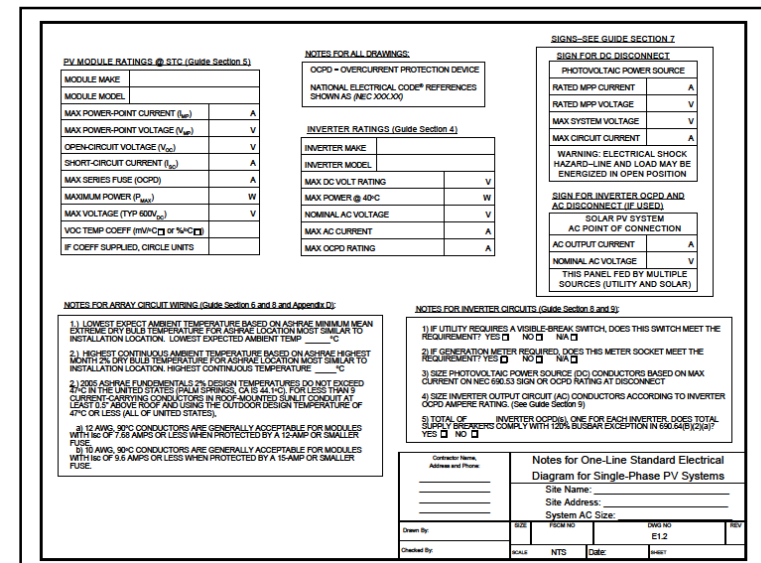 PV MODULE RATINGS @ STC (Guide Section 5)
MODULE MAKE
MODULE MODEL
MAX POWER-POINT CURRENT (IMP) A
MAX POWER-POINT VOLTAGE (VMP) V
OPEN-CIRCUIT VOLTAGE (VOC) V
SHORT-CIRCUIT CURRENT (ISC) A
MAX SERIES FUSE (OCPD) A
MAXIMUM POWER (PMAX) W
MAX VOLTAGE (TYP 600VDC) V
VOC TEMP COEFF (mV/ºC☐ or %/ºC☐)
IF COEFF SUPPLIED, CIRCLE UNITS
NOTES FOR ALL DRAWINGS:
OCPD = OVERCURRENT PROTECTION DEVICE
NATIONAL ELECTRICAL CODE® REFERENCES
SHOWN AS (NEC XXX.XX)
INVERTER RATINGS (Guide Section 4)
INVERTER MAKE
INVERTER MODEL
MAX DC VOLT RATING V
MAX POWER @ 40ºC W
NOMINAL AC VOLTAGE V
MAX AC CURRENT A
MAX OCPD RATING A
SIGNS–SEE GUIDE SECTION 7
SIGN FOR DC DISCONNECT
PHOTOVOLTAIC POWER SOURCE
RATED MPP CURRENT A
RATED MPP VOLTAGE V
MAX SYSTEM VOLTAGE V
MAX CIRCUIT CURRENT A
WARNING: ELECTRICAL SHOCK
HAZARD–LINE AND LOAD MAY BE
ENERGIZED IN OPEN POSITION
SIGN FOR INVERTER OCPD AND
AC DISCONNECT (IF USED)
SOLAR PV SYSTEM
AC POINT OF CONNECTION
AC OUTPUT CURRENT A
NOMINAL AC VOLTAGE V
THIS PANEL FED BY MULTIPLE
SOURCES (UTILITY AND SOLAR)
NOTES FOR ARRAY CIRCUIT WIRING (Guide Section 6 and 8 and Appendix D):
1.) LOWEST EXPECT AMBIENT TEMPERATURE BASED ON ASHRAE MINIMUM MEAN
EXTREME DRY BULB TEMPERATURE FOR ASHRAE LOCATION MOST SIMILAR TO
INSTALLATION LOCATION. LOWEST EXPECTED AMBIENT TEMP _____ºC
2.) HIGHEST CONTINUOUS AMBIENT TEMPERATURE BASED ON ASHRAE HIGHEST
MONTH 2% DRY BULB TEMPERATURE FOR ASHRAE LOCATION MOST SIMILAR TO
INSTALLATION LOCATION. HIGHEST CONTINUOUS TEMPERATURE _____ºC
2.) 2005 ASHRAE FUNDEMENTALS 2% DESIGN TEMPERATURES DO NOT EXCEED
47ºC IN THE UNITED STATES (PALM SPRINGS, CA IS 44.1ºC). FOR LESS THAN 9
CURRENT-CARRYING CONDUCTORS IN ROOF-MOUNTED SUNLIT CONDUIT AT
LEAST 0.5" ABOVE ROOF AND USING THE OUTDOOR DESIGN TEMPERATURE OF
47ºC OR LESS (ALL OF UNITED STATES),
a) 12 AWG, 90ºC CONDUCTORS ARE GENERALLY ACCEPTABLE FOR MODULES
WITH Isc OF 7.68 AMPS OR LESS WHEN PROTECTED BY A 12-AMP OR SMALLER
FUSE.
b) 10 AWG, 90ºC CONDUCTORS ARE GENERALLY ACCEPTABLE FOR MODULES
WITH Isc OF 9.6 AMPS OR LESS WHEN PROTECTED BY A 15-AMP OR SMALLER
FUSE.
NOTES FOR INVERTER CIRCUITS (Guide Section 8 and 9):
1) IF UTILITY REQUIRES A VISIBLE-BREAK SWITCH, DOES THIS SWITCH MEET THE
REQUIREMENT? YES ☐ NO ☐ N/A ☐
2) IF GENERATION METER REQUIRED, DOES THIS METER SOCKET MEET THE
REQUIREMENT? YES ☐ NO ☐ N/A ☐
3) SIZE PHOTOVOLTAIC POWER SOURCE (DC) CONDUCTORS BASED ON MAX
CURRENT ON NEC 690.53 SIGN OR OCPD RATING AT DISCONNECT
4) SIZE INVERTER OUTPUT CIRCUIT (AC) CONDUCTORS ACCORDING TO INVERTER
OCPD AMPERE RATING. (See Guide Section 9)
5) TOTAL OF _____ INVERTER OCPD(s), ONE FOR EACH INVERTER. DOES TOTAL
SUPPLY BREAKERS COMPLY WITH 120% BUSBAR EXCEPTION IN 690.64(B)(2)(a)?
YES ☐ NO ☐
Contractor Name,
Address and Phone:
Drawn By:
Checked By:
Notes for One-Line Standard Electrical
Diagram for Single-Phase PV Systems
Site Name:
Site Address:
System AC Size:
SIZE FSCM NO DWG NO REV
E1.2
SCALE NTS Date: SHEET